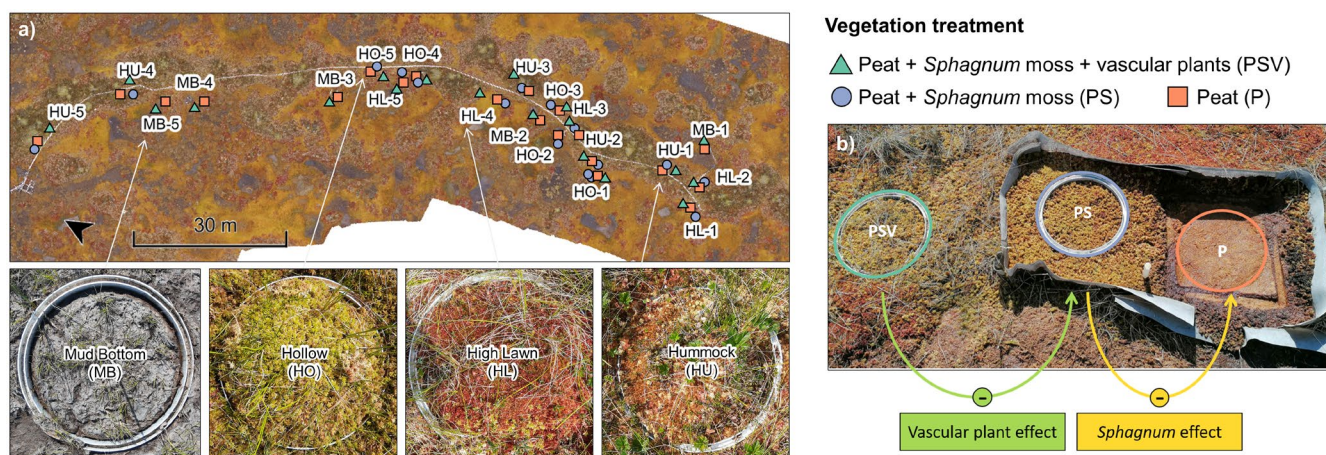 a)
HU-4
MB-4
HO-5
HO-4
HU-3
MB-3
HO-3
HU-5
HL-5
HL-3
MB-5
HL-4
MB-2
HU-2
MB-1
HO-2
HU-1
HL-2
HO-1
30 m
HL-1
Mud Bottom
(MB)
Hollow
(HO)
High Lawn
(HL)
Hummock
(HU)
Vegetation treatment
Peat + Sphagnum moss + vascular plants (PSV)
Peat + Sphagnum moss (PS)
Peat (P)
b)
PSV
PS
P
-
-
Vascular plant effect
Sphagnum effect